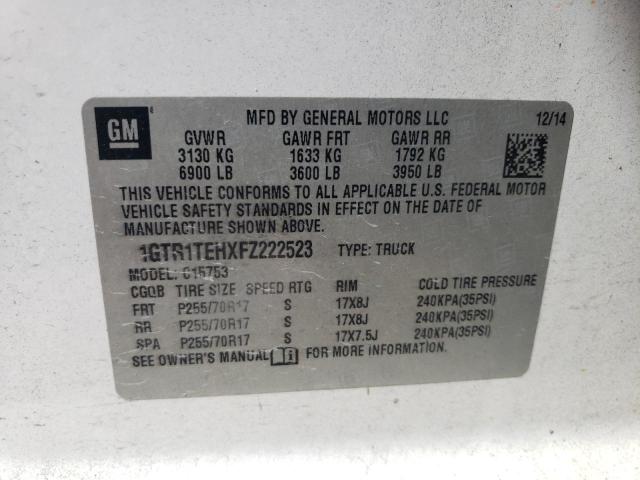 GM
MFD BY GENERAL MOTORS LLC 12/14
GVWR GAWR FRT GAWR RR
3130 KG 1633 KG 1792 KG
6900 LB 3600 LB 3950 LB
THIS VEHICLE CONFORMS TO ALL APPLICABLE U.S. FEDERAL MOTOR
VEHICLE SAFETY STANDARDS IN EFFECT ON THE DATE OF
MANUFACTURE SHOWN ABOVE.
1GTR1TEHXFZ222523 TYPE: TRUCK
MODEL: C15753
CGQB TIRE SIZE SPEED RTG RIM COLD TIRE PRESSURE
FRT P255/70R17 S 17X8J 240KPA(35PSI)
RR P255/70R17 S 17X8J 240KPA(35PSI)
SPA P255/70R17 S 17X7.5J 240KPA(35PSI)
SEE OWNER'S MANUAL FOR MORE INFORMATION.